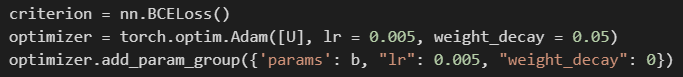 criterion = nn.BCELoss()
optimizer = torch.optim.Adam([U], lr = 0.005, weight_decay = 0.05)
optimizer.add_param_group({'params': b, "lr": 0.005, "weight_decay": 0})